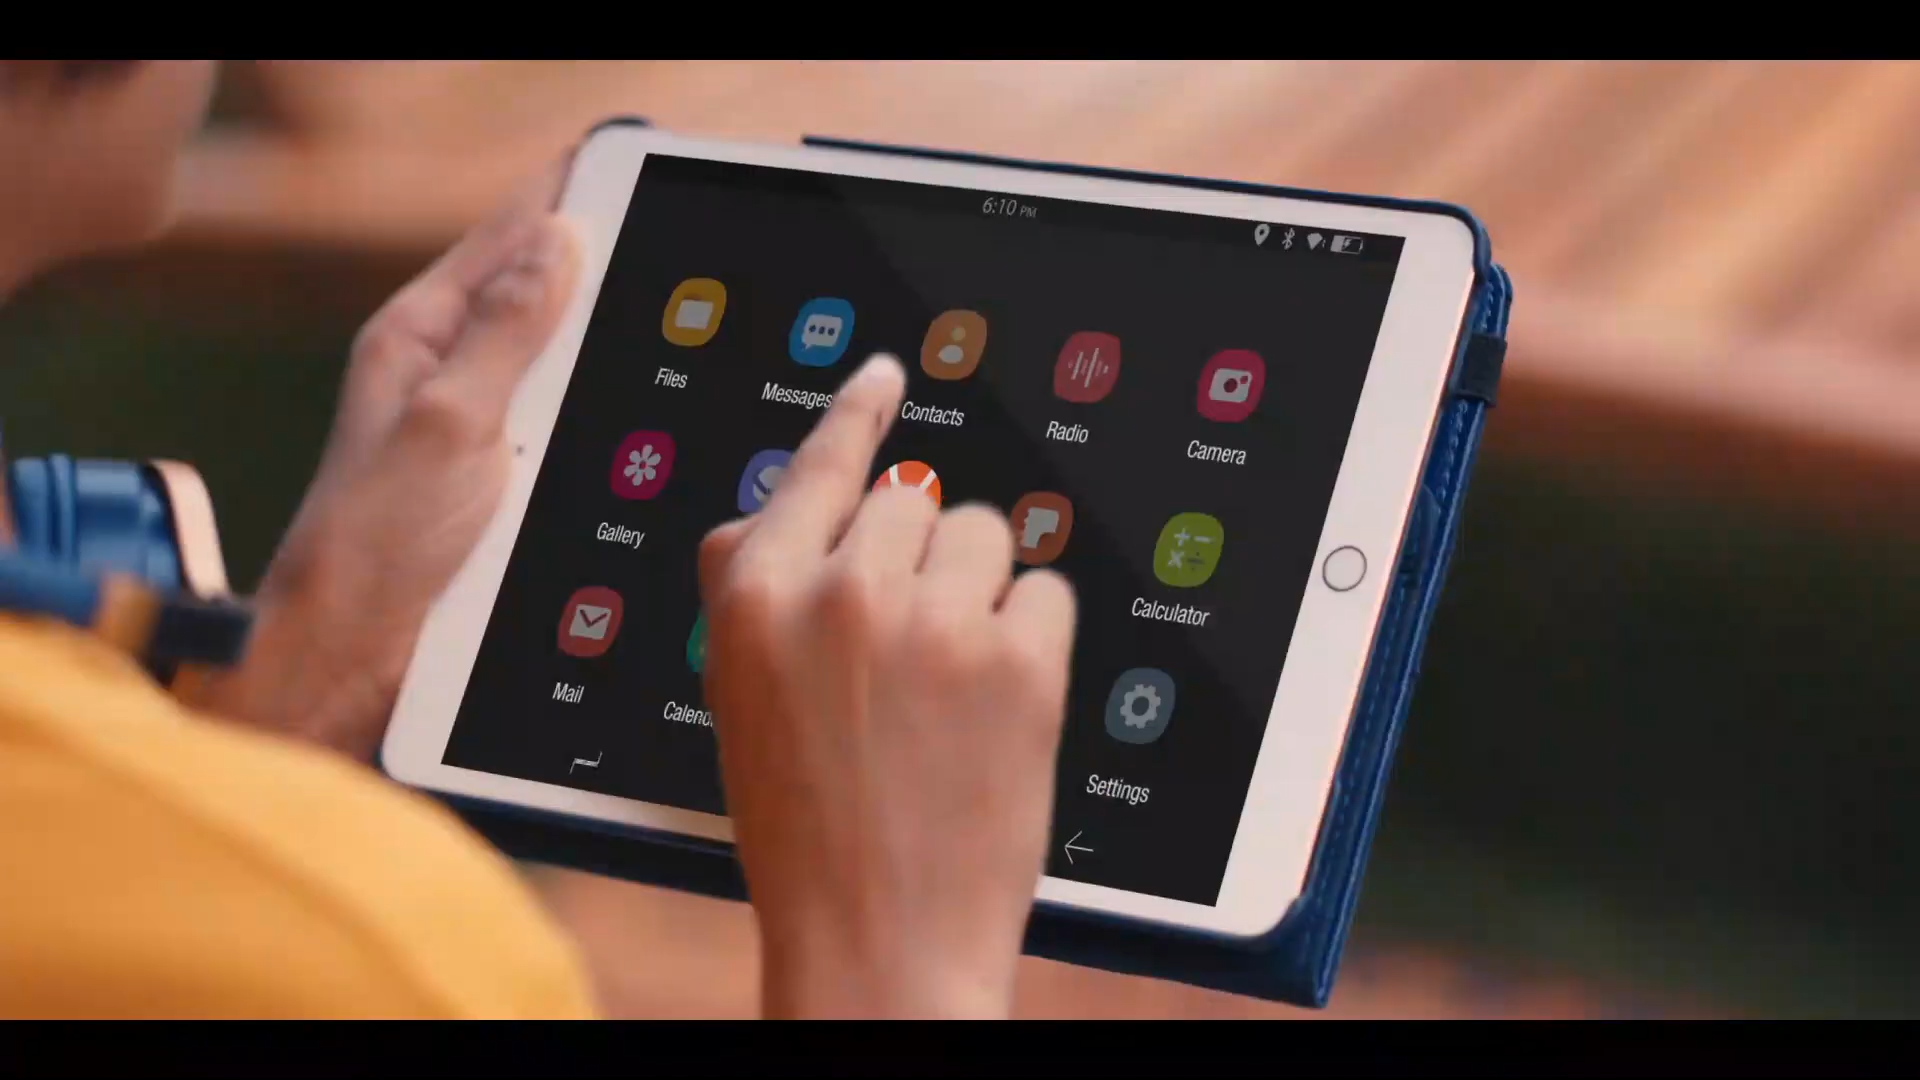 6:10 PM
Files
Messages
Contacts
Radio
Camera
Gallery
Calculator
Mail
Settings